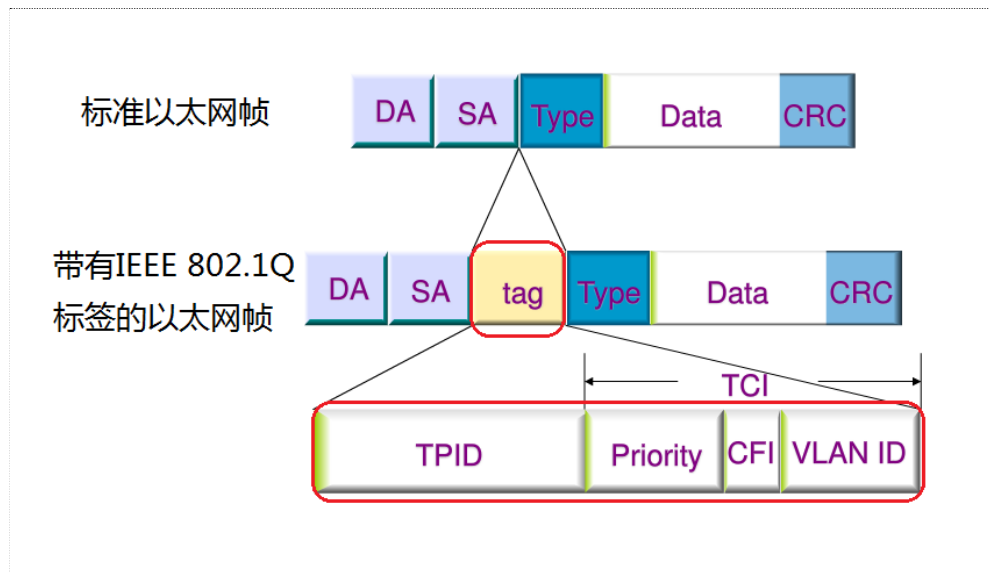 标准以太网帧
DA SA Type Data CRC
带有IEEE 802.1Q
标签的以太网帧
DA SA tag Type Data CRC
TCI
TPID Priority CFI VLAN ID